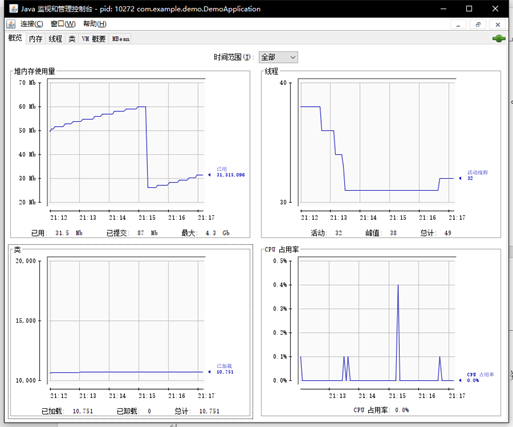 Java 监视和管理控制台 - pid: 10272 com.example.demo.DemoApplication
连接(C) 窗口(W) 帮助(H)
概览 内存 线程 类 VM 概要 MBean
时间范围(I): 全部
堆内存使用量
70 Mb
60 Mb
50 Mb
40 Mb
30 Mb
20 Mb
已用
31,313,096
21:12 21:13 21:14 21:15 21:16 21:17
已用: 31.5 Mb 已提交: 87 Mb 最大: 4.3 Gb
线程
40
30
活动线程
32
21:12 21:13 21:14 21:15 21:16 21:17
活动: 32 峰值: 38 总计: 49
类
20,000
10,000
已加载
10,751
21:12 21:13 21:14 21:15 21:16 21:17
已加载: 10,751 已卸载: 0 总计: 10,751
CPU 占用率
0.5%
0.4%
0.3%
0.2%
0.1%
0.0%
CPU 占用率
0.0%
21:12 21:13 21:14 21:15 21:16 21:17
CPU 占用率: 0.0%